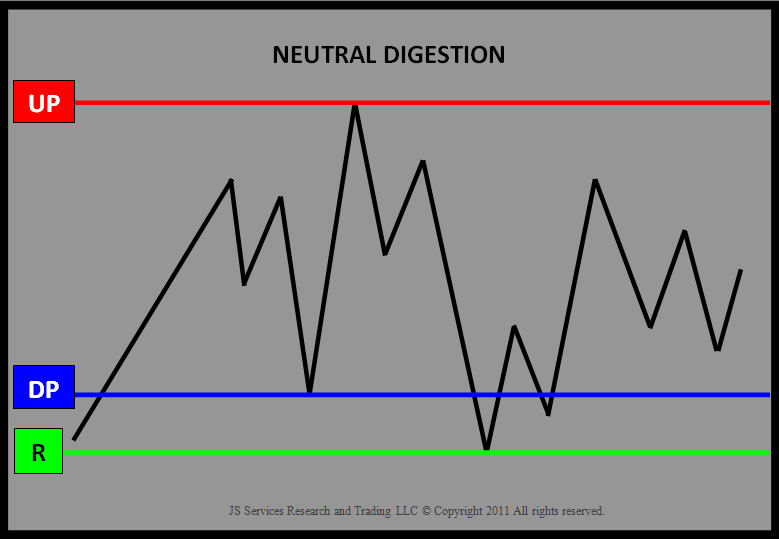 NEUTRAL DIGESTION
UP
DP
R
JS Services Research and Trading LLC © Copyright 2011 All rights reserved.